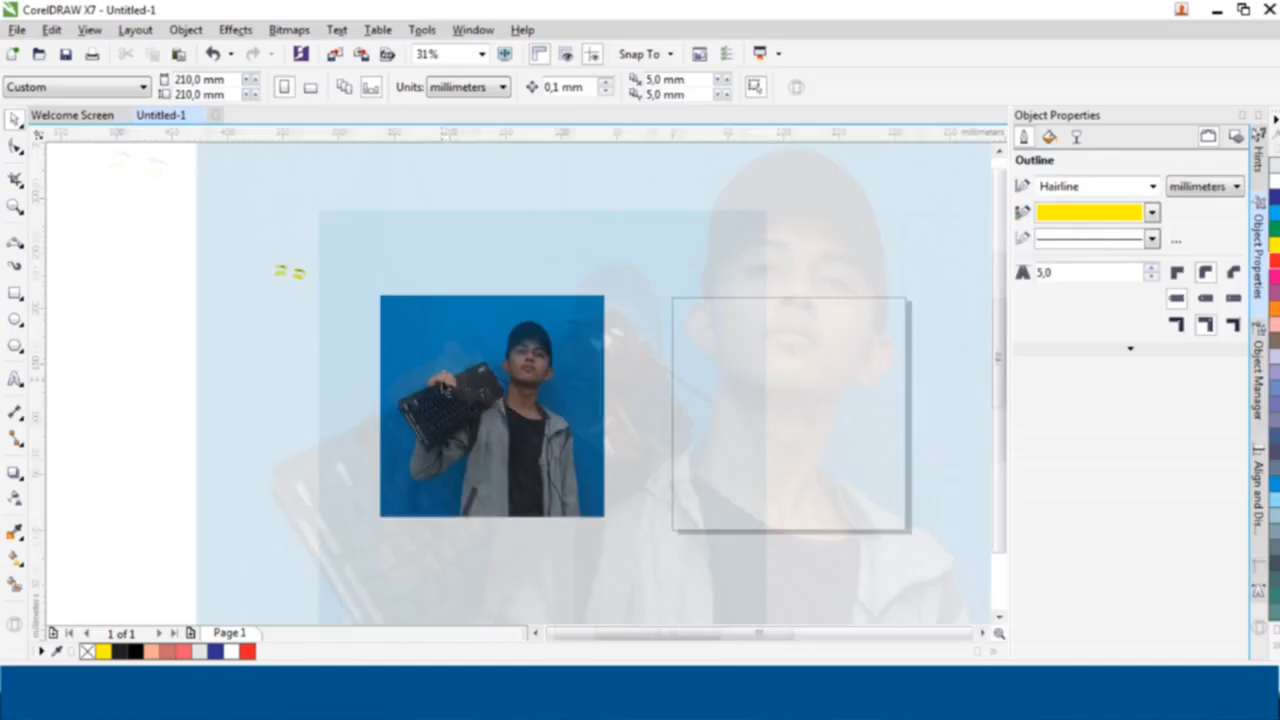 CorelDRAW X7 - Untitled-1
File Edit View Layout Object Effects Bitmaps Text Table Tools Window Help
31% Snap To
Custom 210,0 mm 210,0 mm Units: millimeters 0,1 mm 5,0 mm 5,0 mm
Welcome Screen Untitled-1
millimeters
Object Properties
Outline
Hairline millimeters
5,0
Hints
Object Properties
Object Manager
Align and Dis...
millimeters
1 of 1 Page 1